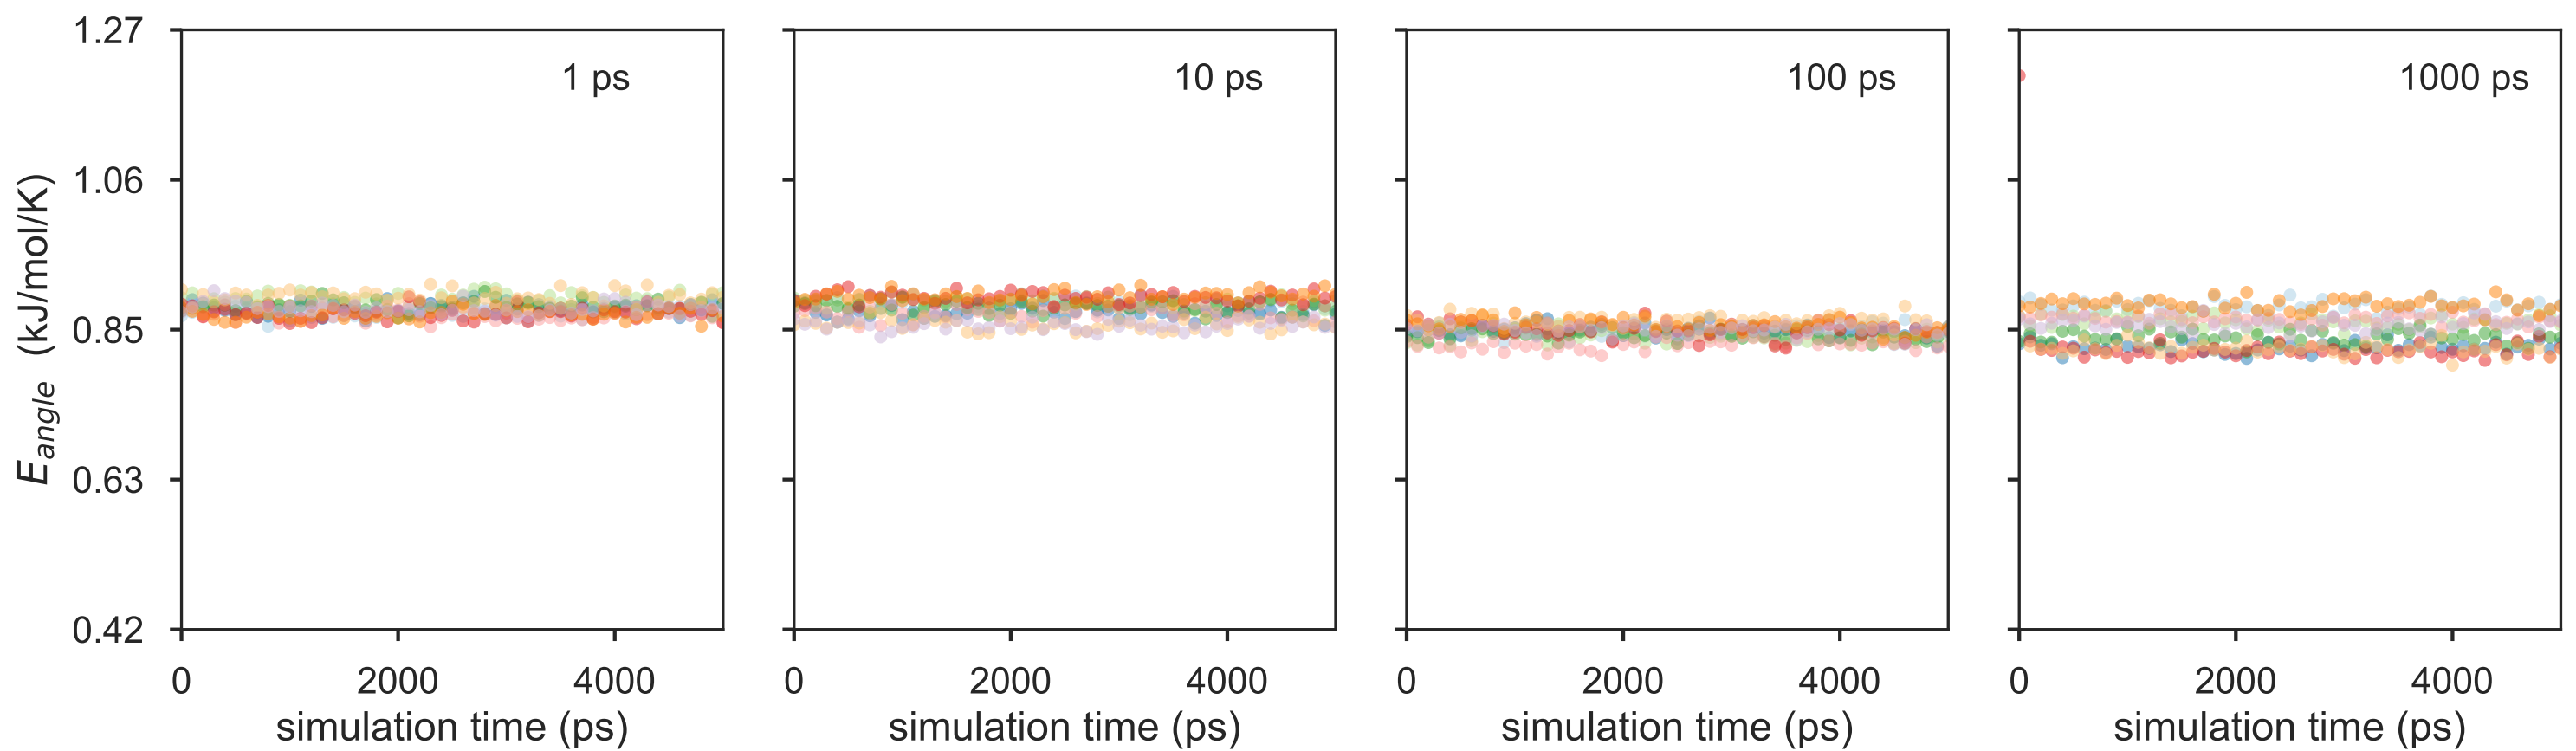 1 ps
10 ps
100 ps
1000 ps
1.27
1.06
0.85
0.63
0.42
E_angle (kJ/mol/K)
0 2000 4000
0 2000 4000
0 2000 4000
0 2000 4000
simulation time (ps)
simulation time (ps)
simulation time (ps)
simulation time (ps)